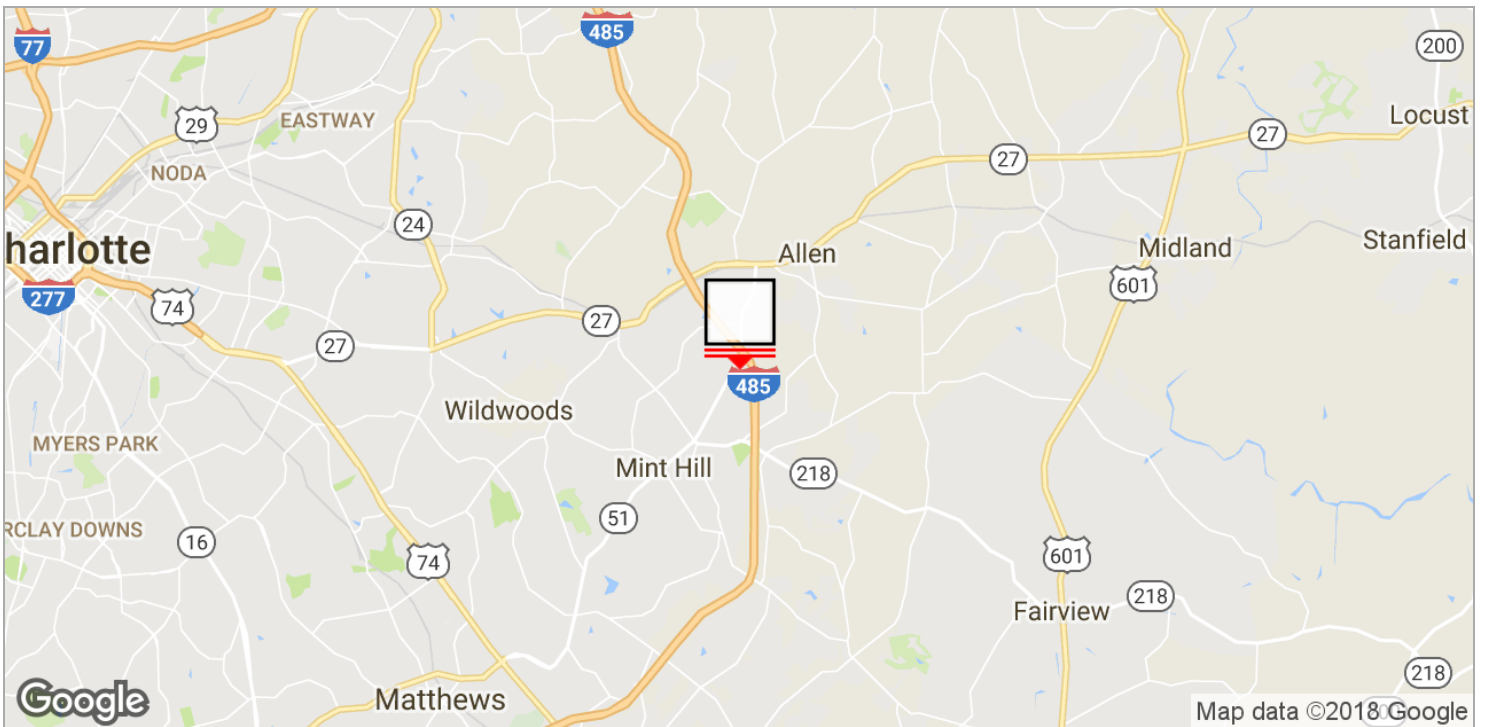 485
77
200
Locust
29
EASTWAY
27
NODA
27
24
harlotte
Allen
Midland
Stanfield
277
74
601
27
27
485
Wildwoods
MYERS PARK
Mint Hill
218
51
RCLAY DOWNS
16
74
601
218
Fairview
218
Google
Matthews
Map data ©2018 Google